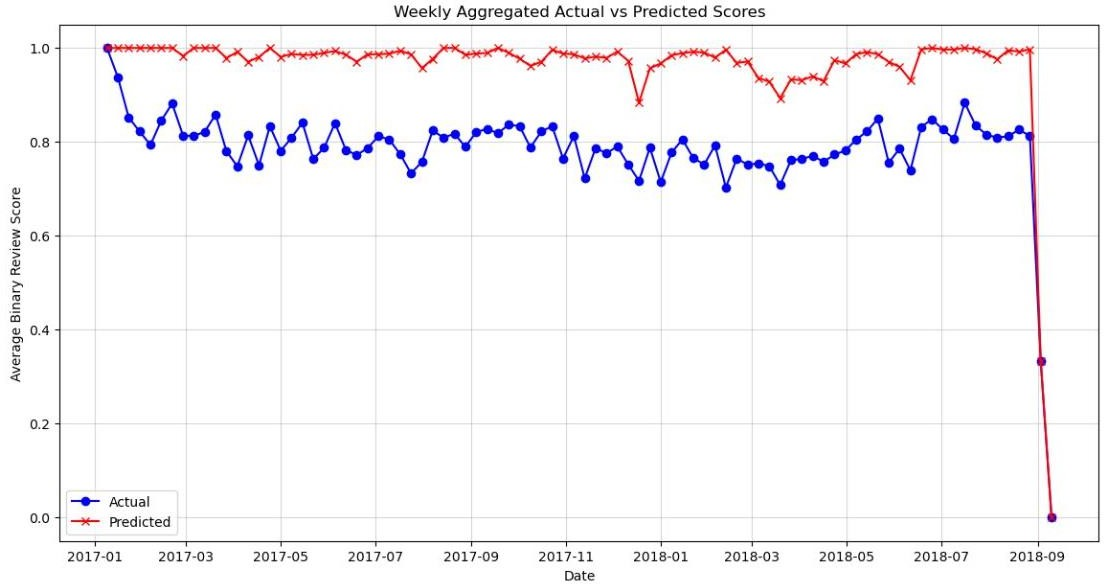 Weekly Aggregated Actual vs Predicted Scores
Average Binary Review Score
1.0
0.8
0.6
0.4
0.2
0.0
Actual
Predicted
2017-01 2017-03 2017-05 2017-07 2017-09 2017-11 2018-01 2018-03 2018-05 2018-07 2018-09
Date